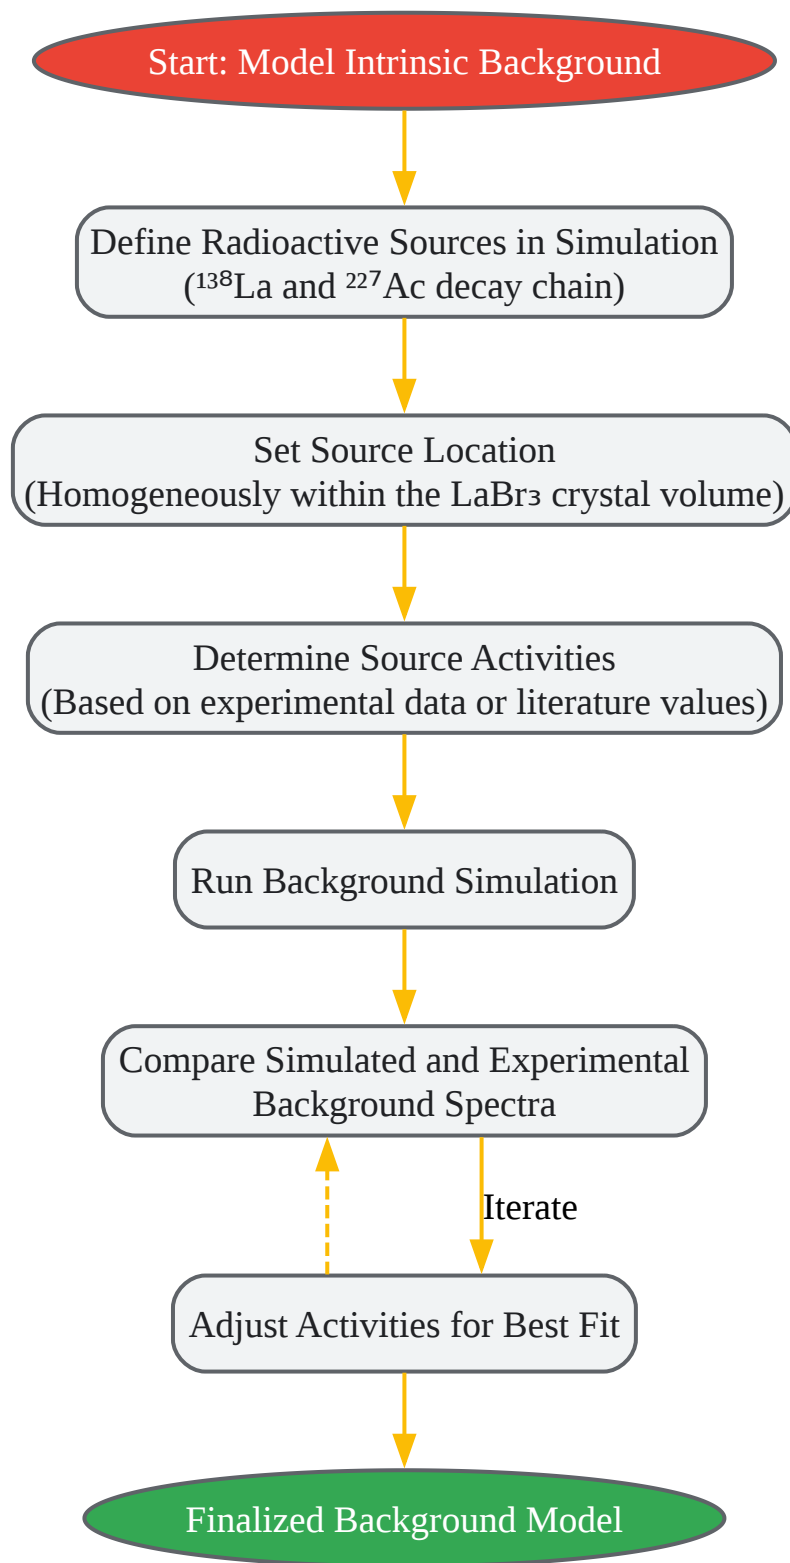 Start: Model Intrinsic Background
Define Radioactive Sources in Simulation
(¹³⁸La and ²²⁷Ac decay chain)
Set Source Location
(Homogeneously within the LaBr₃ crystal volume)
Determine Source Activities
(Based on experimental data or literature values)
Run Background Simulation
Compare Simulated and Experimental
Background Spectra
Iterate
Adjust Activities for Best Fit
Finalized Background Model